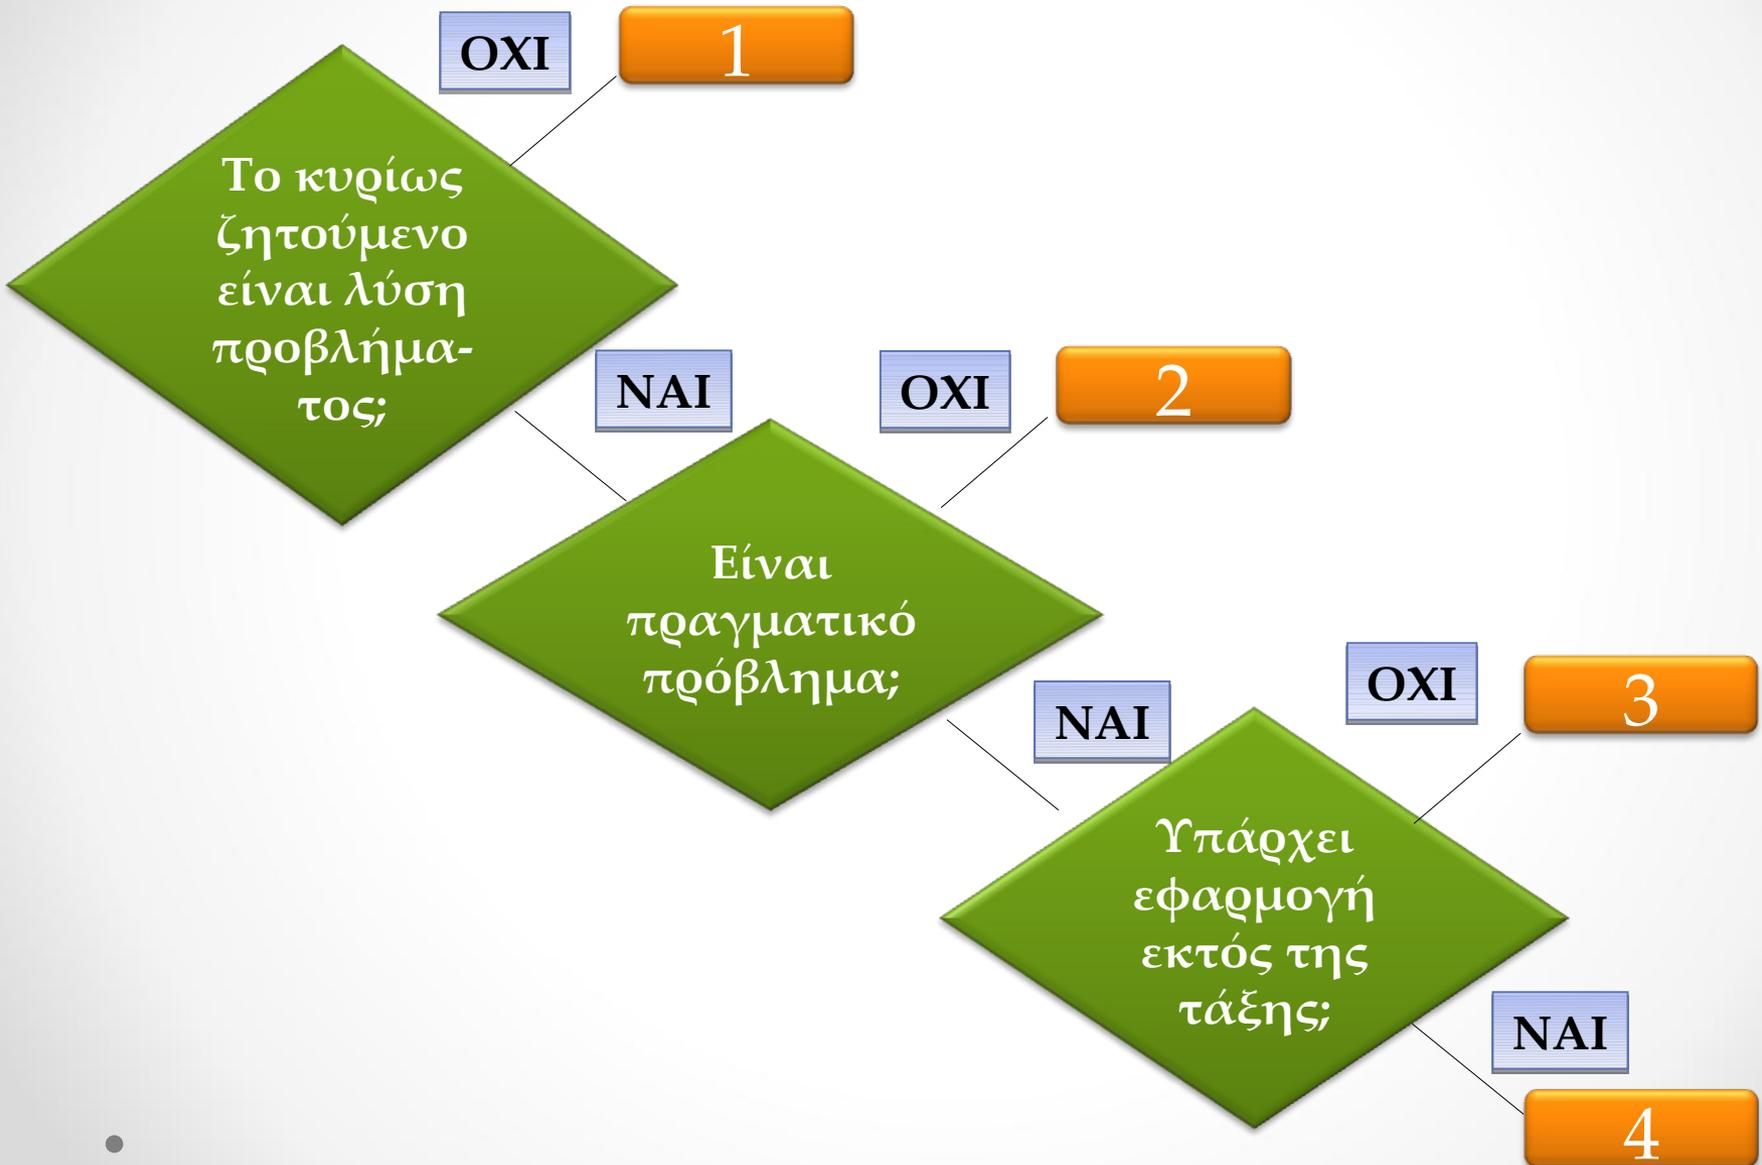 ΟΧΙ
1
Το κυρίως
ζητούμενο
είναι λύση
προβλήμα-
τος;
ΝΑΙ
ΟΧΙ
2
Είναι
πραγματικό
πρόβλημα;
ΝΑΙ
ΟΧΙ
3
Υπάρχει
εφαρμογή
εκτός της
τάξης;
ΝΑΙ
4